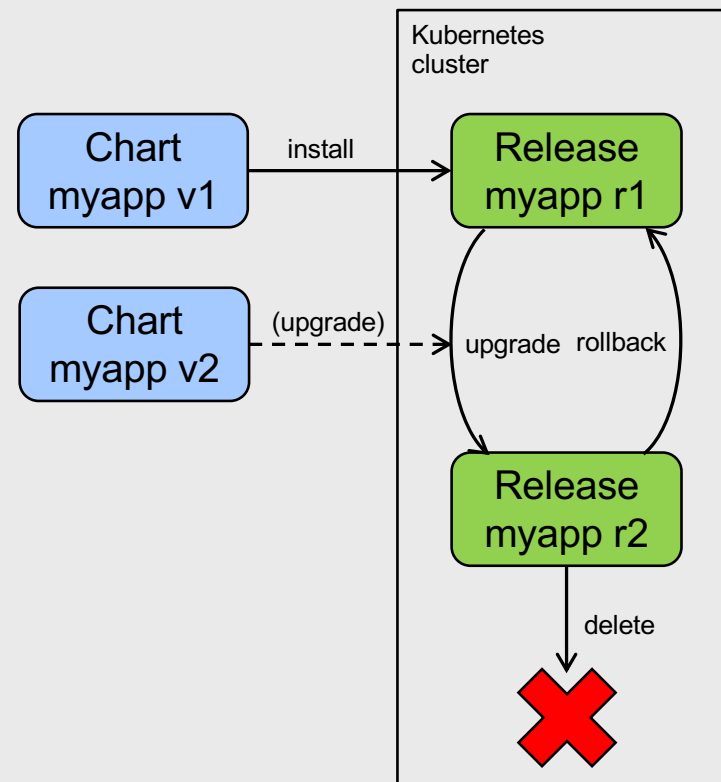 Kubernetes
cluster
Chart
myapp v1
install
Release
myapp r1
Chart
myapp v2
(upgrade)
upgrade
rollback
Release
myapp r2
delete